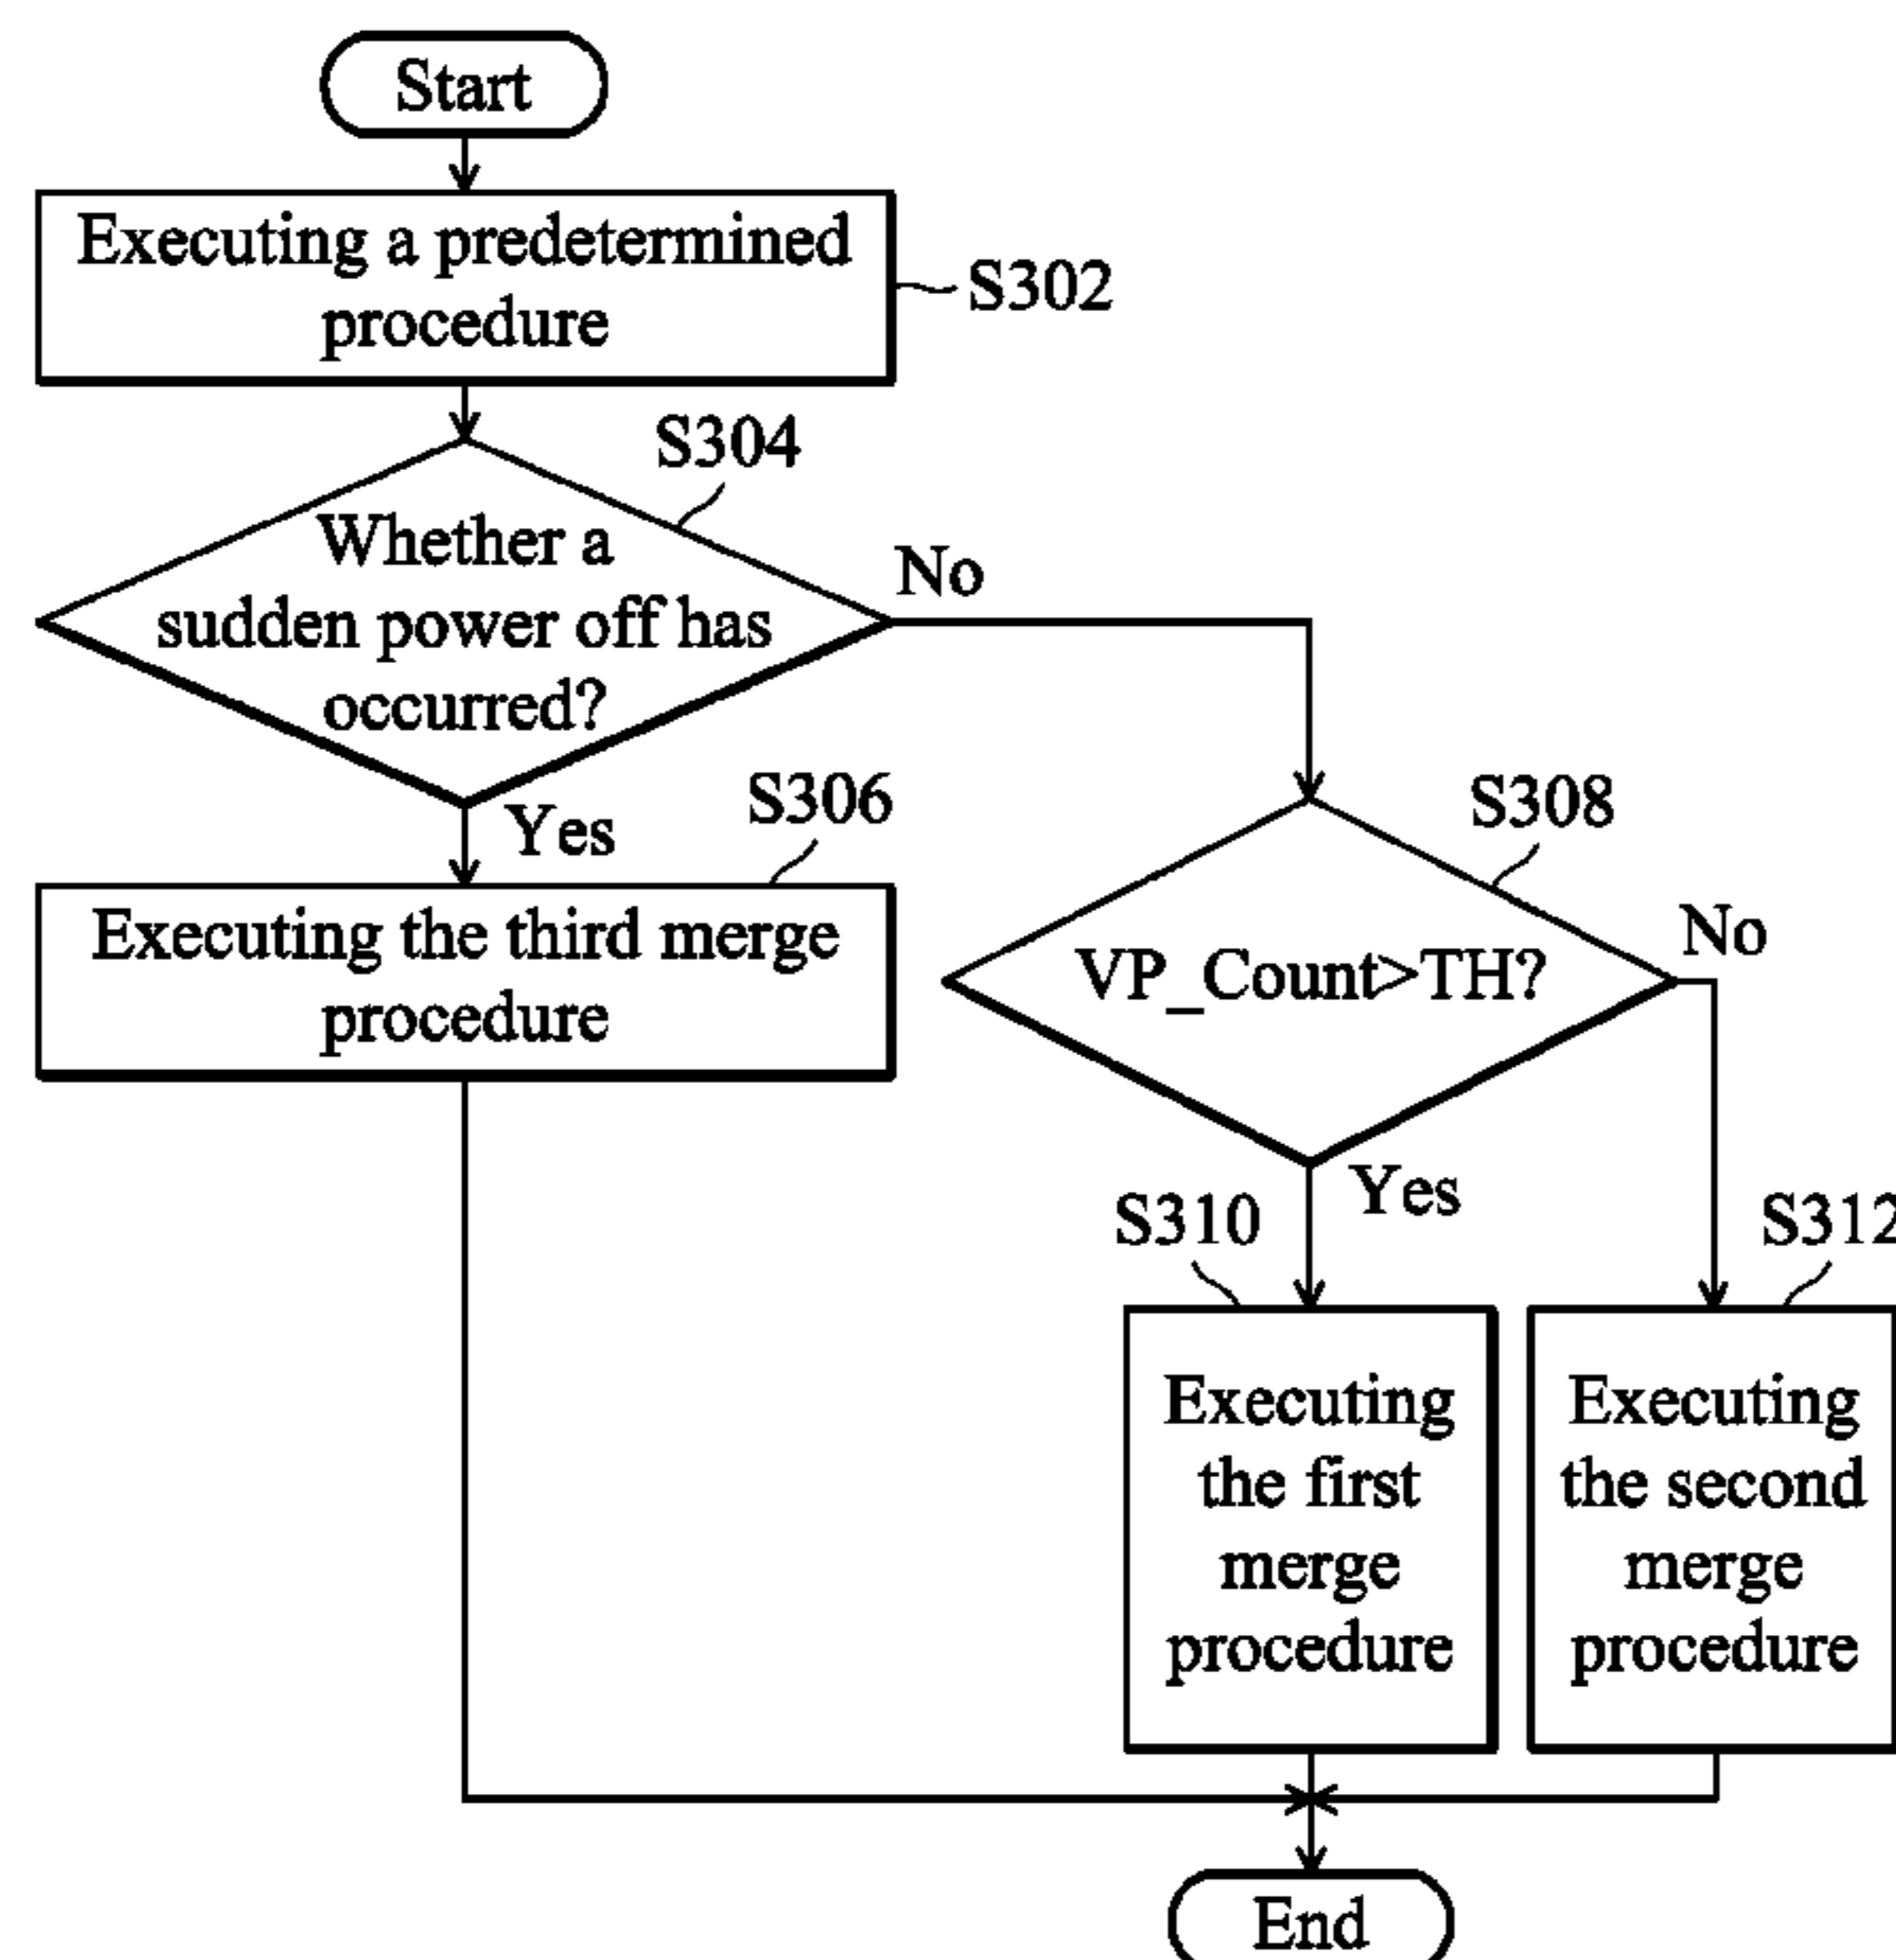 Start
Executing a predetermined
procedure
S302
S304
Whether a
sudden power off has
occurred?
No
Yes
S306
Executing the third merge
procedure
S308
VP_Count>TH?
No
Yes
S310
S312
Executing
the first
merge
procedure
Executing
the second
merge
procedure
End